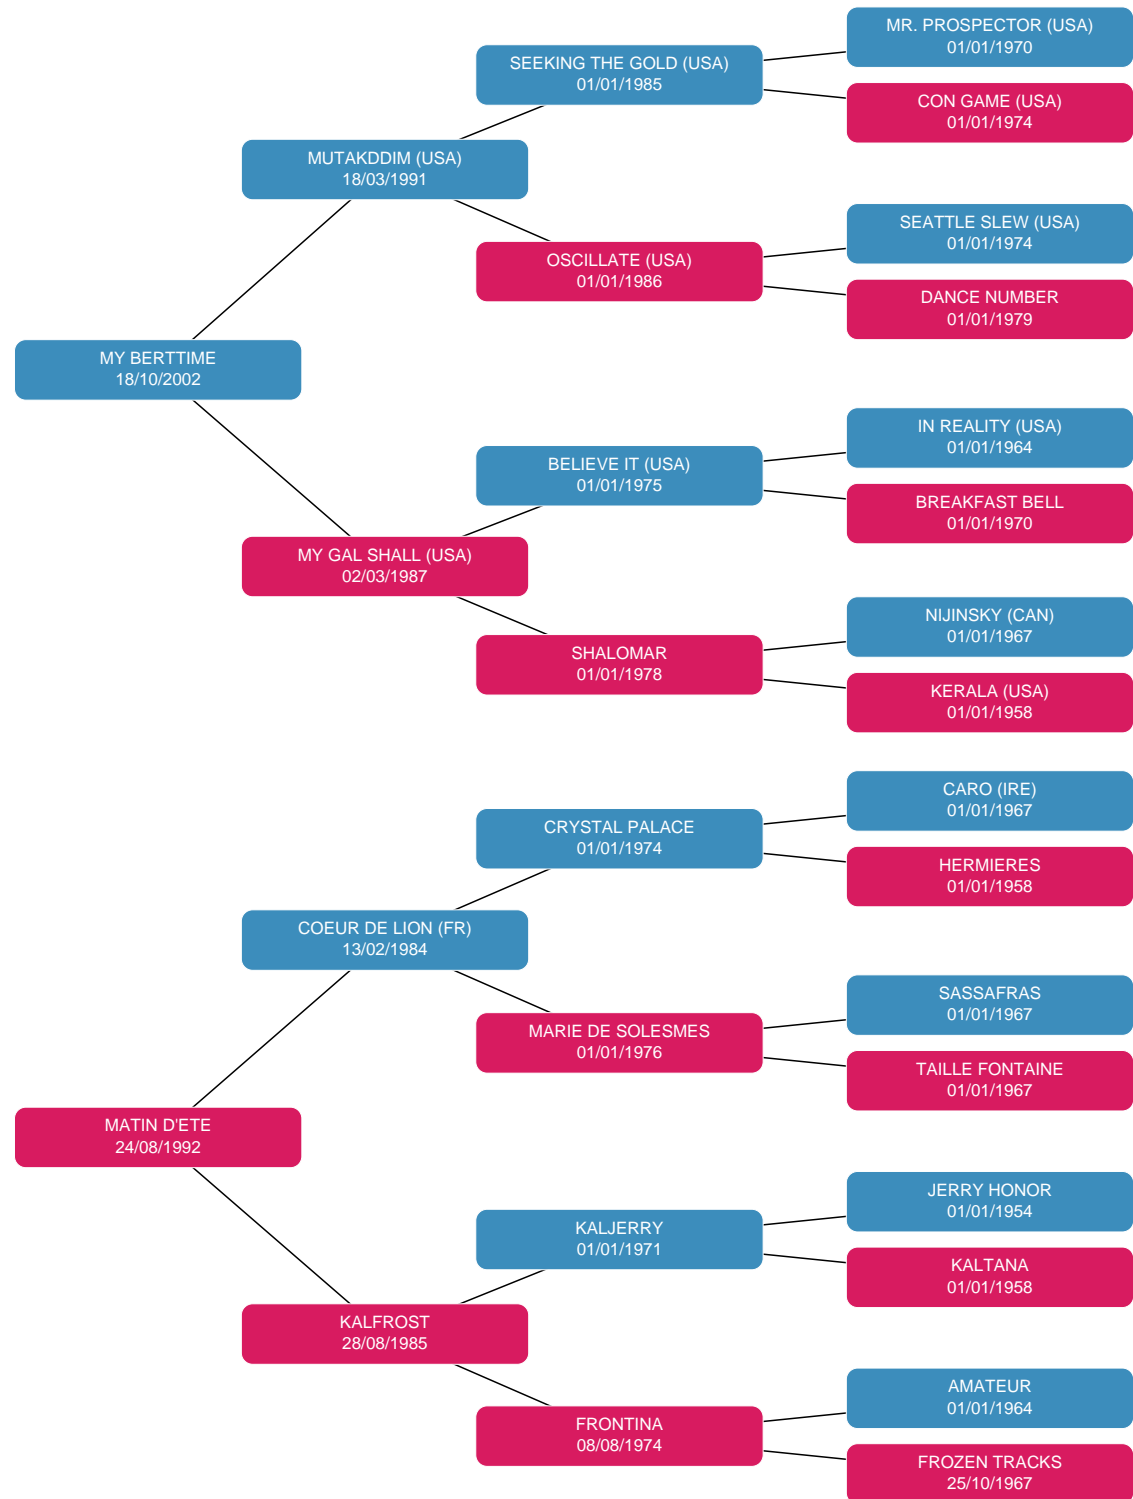 MR. PROSPECTOR (USA)
01/01/1970
SEEKING THE GOLD (USA)
01/01/1985
CON GAME (USA)
01/01/1974
MUTAKDDIM (USA)
18/03/1991
SEATTLE SLEW (USA)
01/01/1974
OSCILLATE (USA)
01/01/1986
DANCE NUMBER
01/01/1979
MY BERTTIME
18/10/2002
IN REALITY (USA)
01/01/1964
BELIEVE IT (USA)
01/01/1975
BREAKFAST BELL
01/01/1970
MY GAL SHALL (USA)
02/03/1987
NIJINSKY (CAN)
01/01/1967
SHALOMAR
01/01/1978
KERALA (USA)
01/01/1958
CARO (IRE)
01/01/1967
CRYSTAL PALACE
01/01/1974
HERMIERES
01/01/1958
COEUR DE LION (FR)
13/02/1984
SASSAFRAS
01/01/1967
MARIE DE SOLESMES
01/01/1976
TAILLE FONTAINE
01/01/1967
MATIN D'ETE
24/08/1992
JERRY HONOR
01/01/1954
KALJERRY
01/01/1971
KALTANA
01/01/1958
KALFROST
28/08/1985
AMATEUR
01/01/1964
FRONTINA
08/08/1974
FROZEN TRACKS
25/10/1967